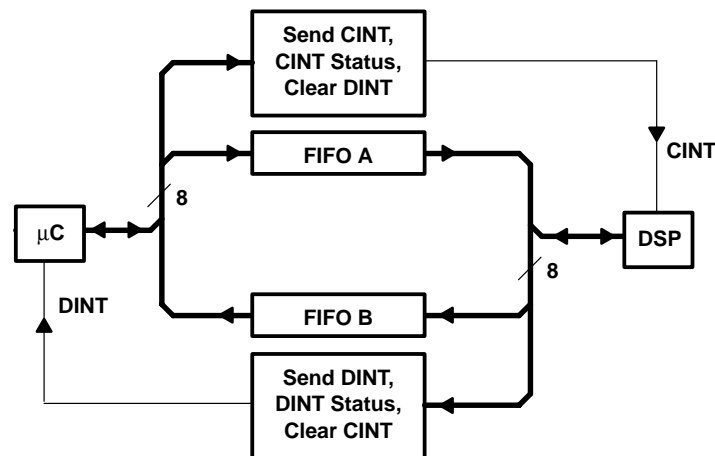 Send CINT,
CINT Status,
Clear DINT
FIFO A
CINT
8
μC
DSP
8
DINT
FIFO B
Send DINT,
DINT Status,
Clear CINT